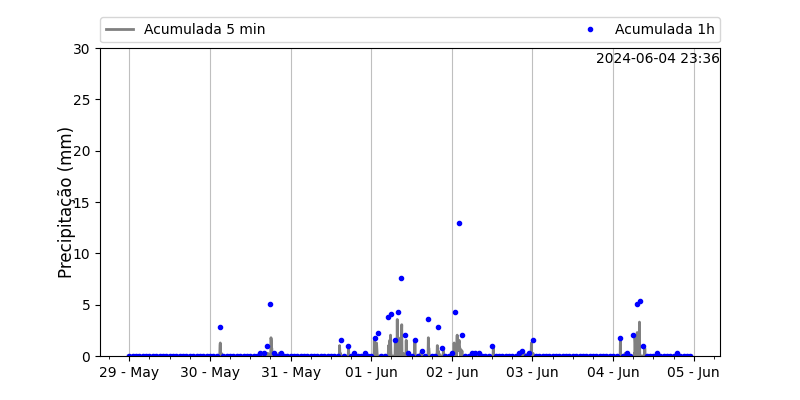 Acumulada 5 min
Acumulada 1h
2024-06-04 23:36
Precipitação (mm)
30
25
20
15
10
5
0
29 - May
30 - May
31 - May
01 - Jun
02 - Jun
03 - Jun
04 - Jun
05 - Jun